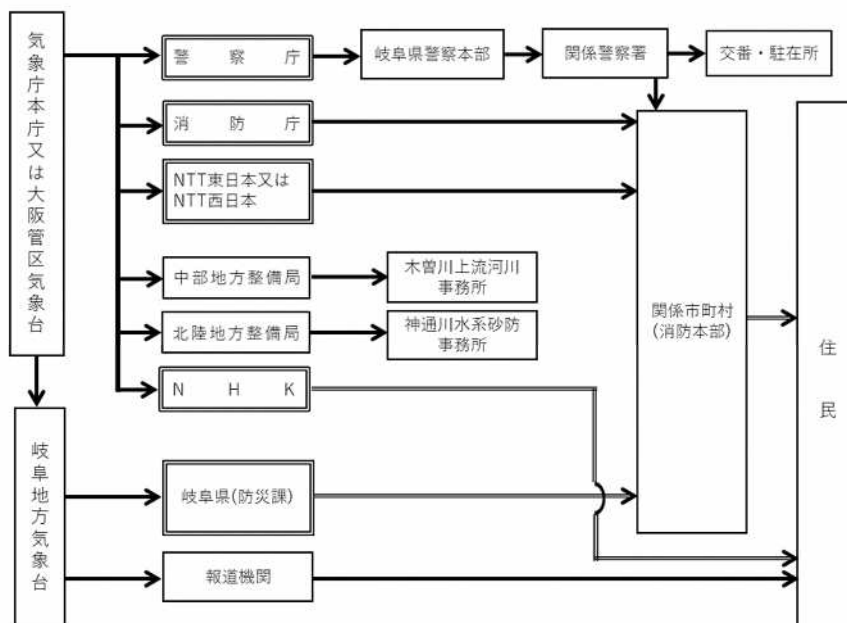 気象庁本庁又は大阪管区気象台
警察庁
岐阜県警察本部
関係警察署
交番・駐在所
消防庁
NTT東日本又は
NTT西日本
中部地方整備局
木曽川上流河川
事務所
北陸地方整備局
神通川水系砂防
事務所
NHK
関係市町村
(消防本部)
住民
岐阜地方気象台
岐阜県(防災課)
報道機関